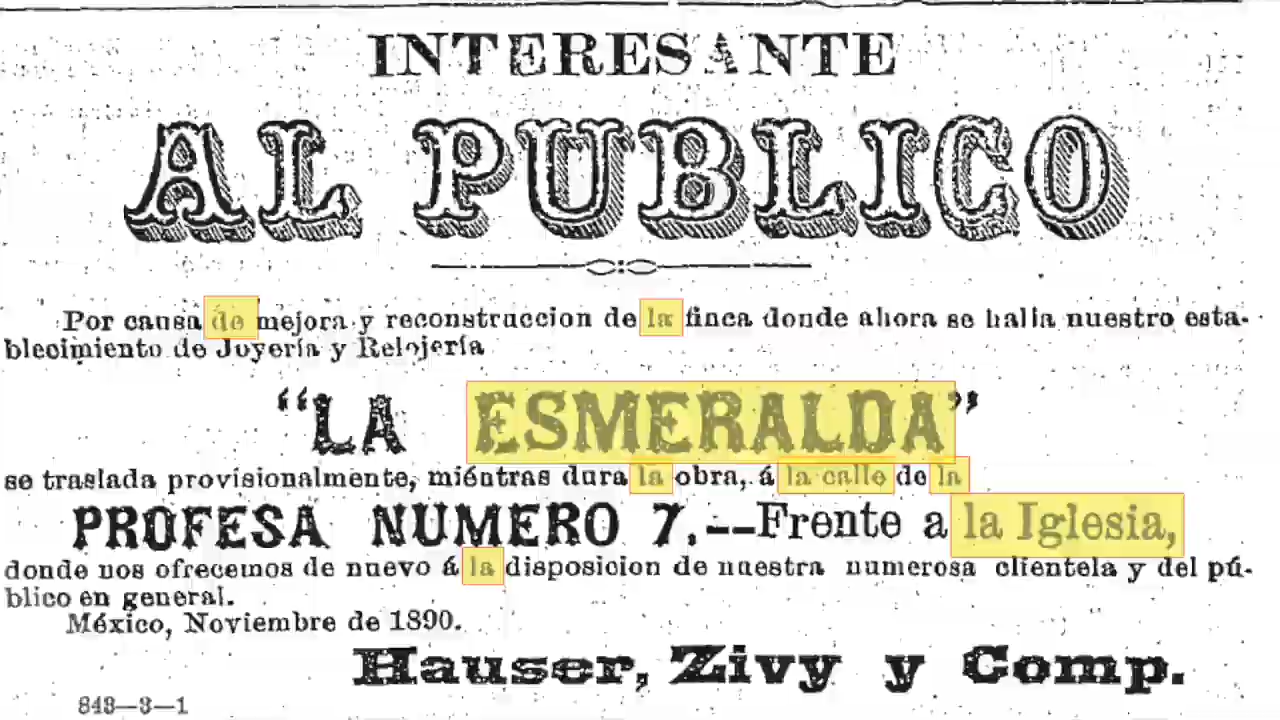 INTERESANTE
AL PUBLICO
Por causa de mejora y reconstruccion de la finca donde ahora se halla nuestro esta-
blecimiento de Joyería y Relojería
“LA ESMERALDA”
se traslada provisionalmente, miéntras dura la obra, á la calle de la
PROFESA NUMERO 7.--Frente a la Iglesia,
donde nos ofrecemos de nuevo á la disposicion de nuestra numerosa clientela y del pú-
blico en general.
México, Noviembre de 1890.
Hauser, Zivy y Comp.
848—3—1